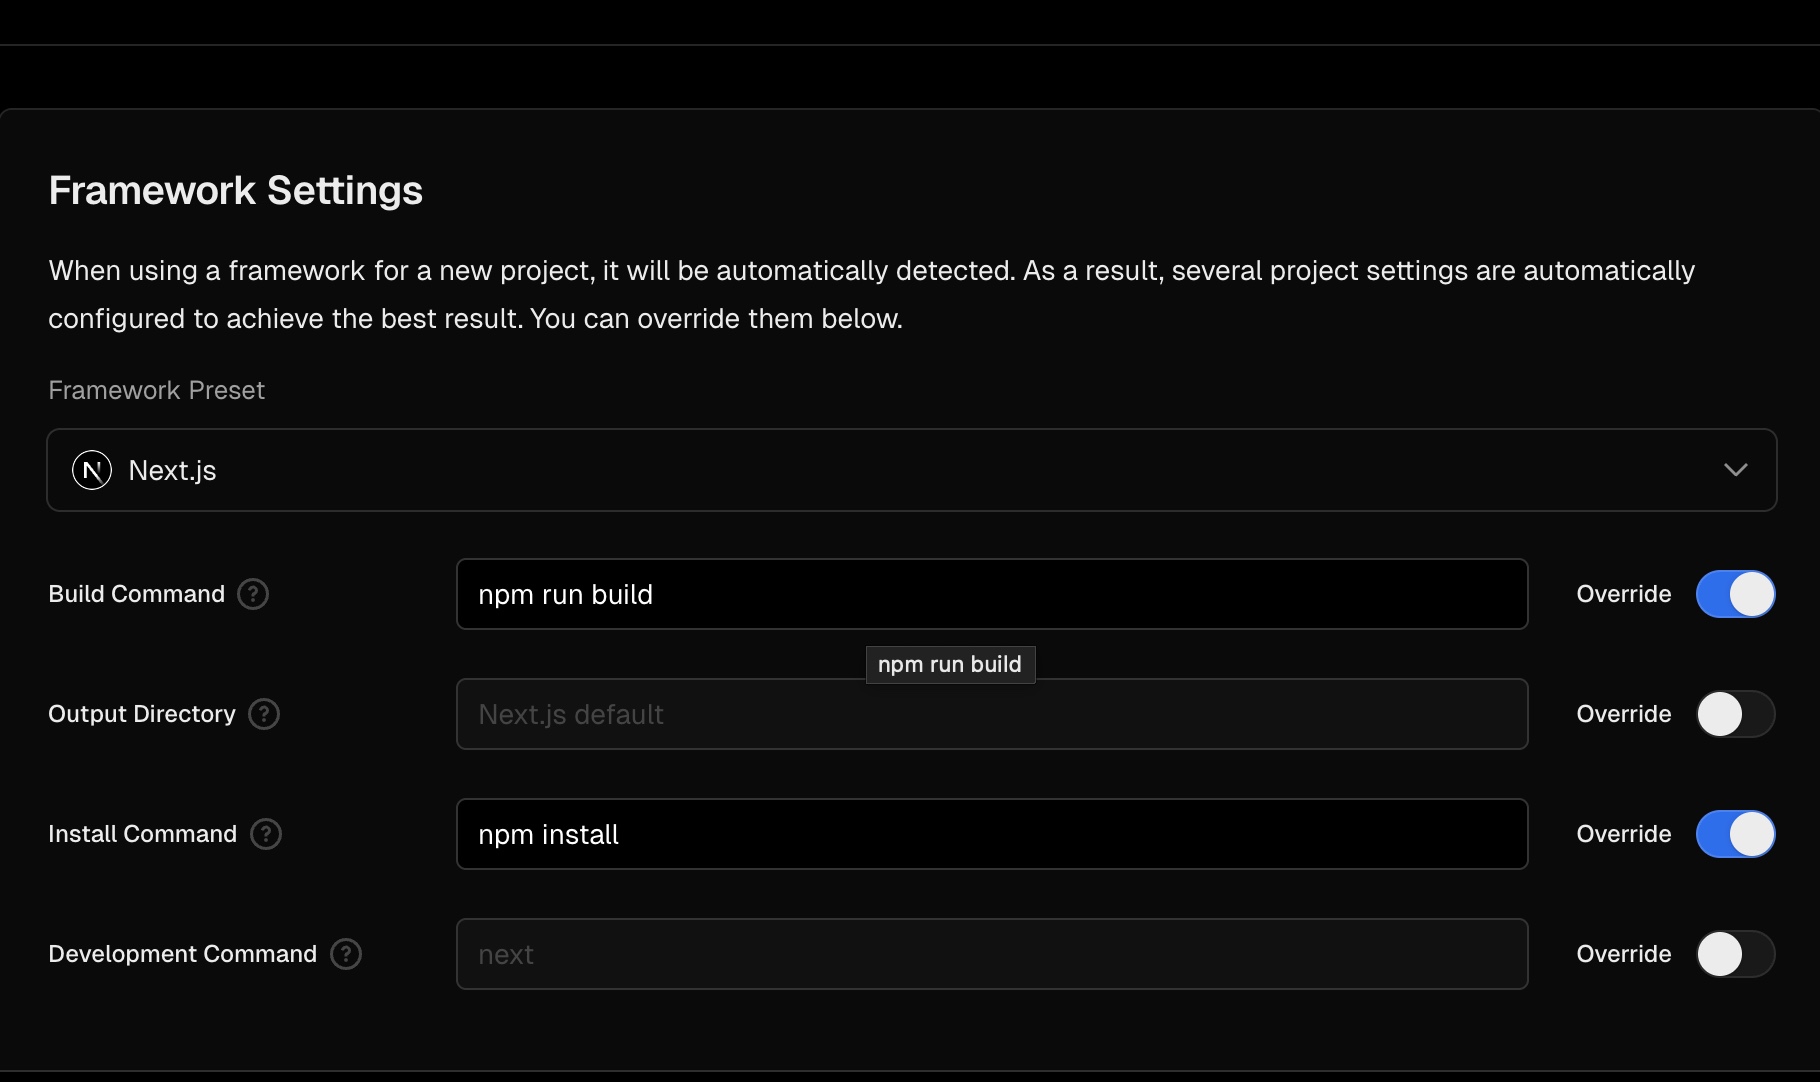 Framework Settings
When using a framework for a new project, it will be automatically detected. As a result, several project settings are automatically
configured to achieve the best result. You can override them below.
Framework Preset
N Next.js
Build Command ? npm run build Override
npm run build
Output Directory ? Next.js default Override
Install Command ? npm install Override
Development Command ? next Override